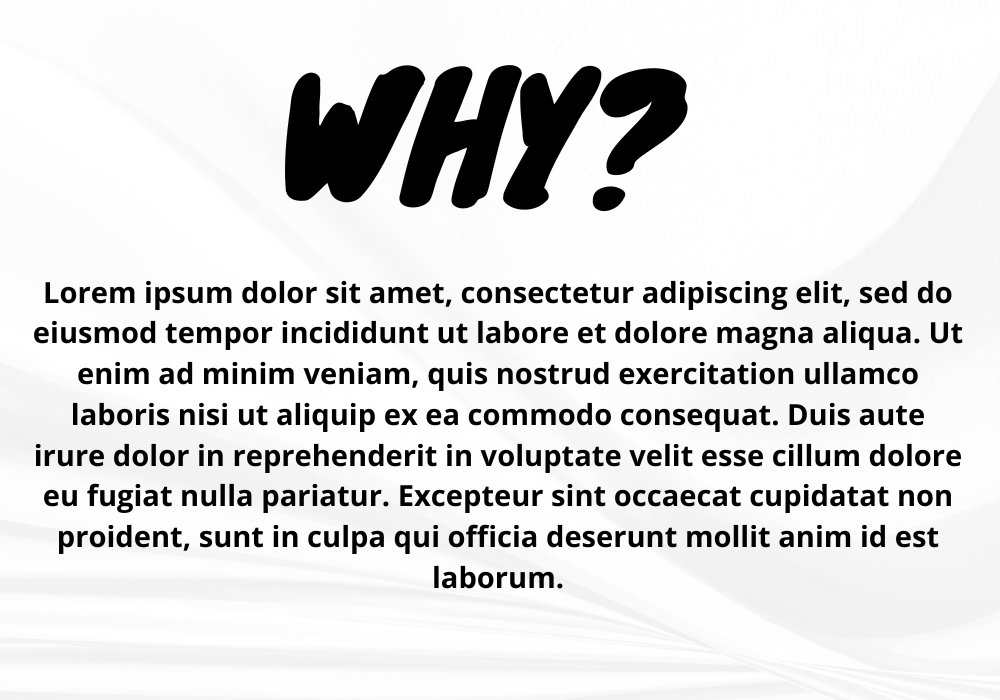 WHY?
Lorem ipsum dolor sit amet, consectetur adipiscing elit, sed do
eiusmod tempor incididunt ut labore et dolore magna aliqua. Ut
enim ad minim veniam, quis nostrud exercitation ullamco
laboris nisi ut aliquip ex ea commodo consequat. Duis aute
irure dolor in reprehenderit in voluptate velit esse cillum dolore
eu fugiat nulla pariatur. Excepteur sint occaecat cupidatat non
proident, sunt in culpa qui officia deserunt mollit anim id est
laborum.